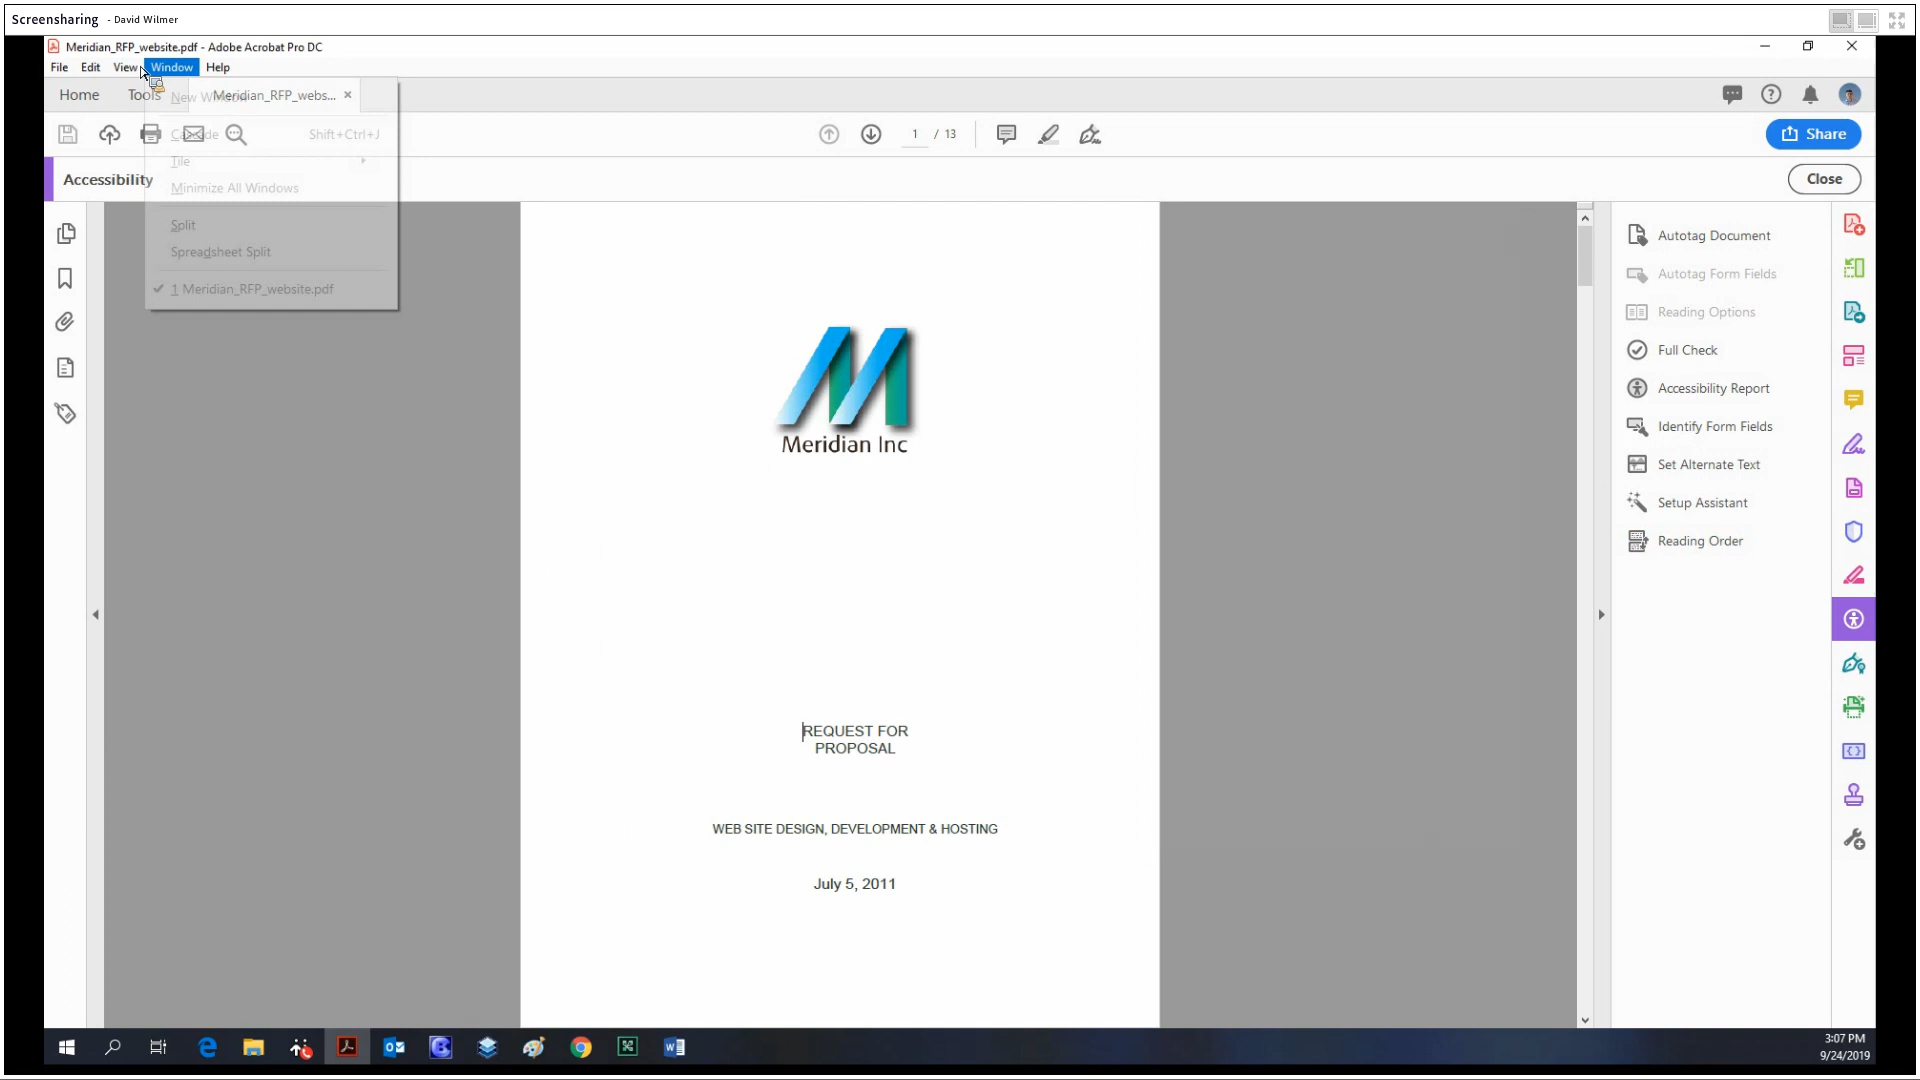 Screensharing - David Wilmer
Meridian_RFP_website.pdf - Adobe Acrobat Pro DC
File Edit View Window Help
Home Tools Meridian_RFP_webs... ×
New Window
Cascade Shift+Ctrl+J
Tile
Minimize All Windows
Split
Spreadsheet Split
✓ 1 Meridian_RFP_website.pdf
1 / 13
Share
Accessibility
Close
Meridian Inc
REQUEST FOR
PROPOSAL
WEB SITE DESIGN, DEVELOPMENT & HOSTING
July 5, 2011
Autotag Document
Autotag Form Fields
Reading Options
Full Check
Accessibility Report
Identify Form Fields
Set Alternate Text
Setup Assistant
Reading Order
3:07 PM
9/24/2019